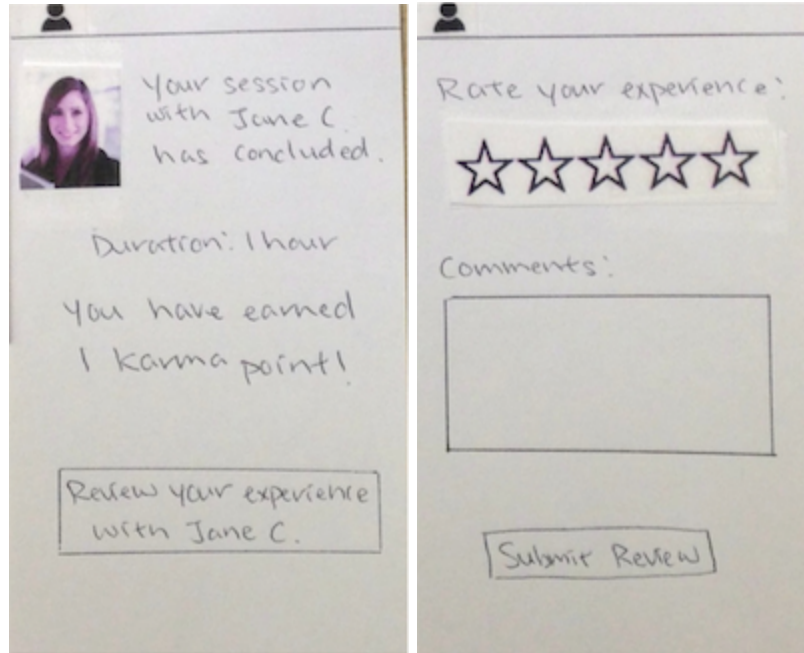 Your session
with Jane C.
has concluded.
Duration: 1 hour
You have earned
1 karma point!
Review your experience
with Jane C.
Rate your experience:
Comments:
Submit Review